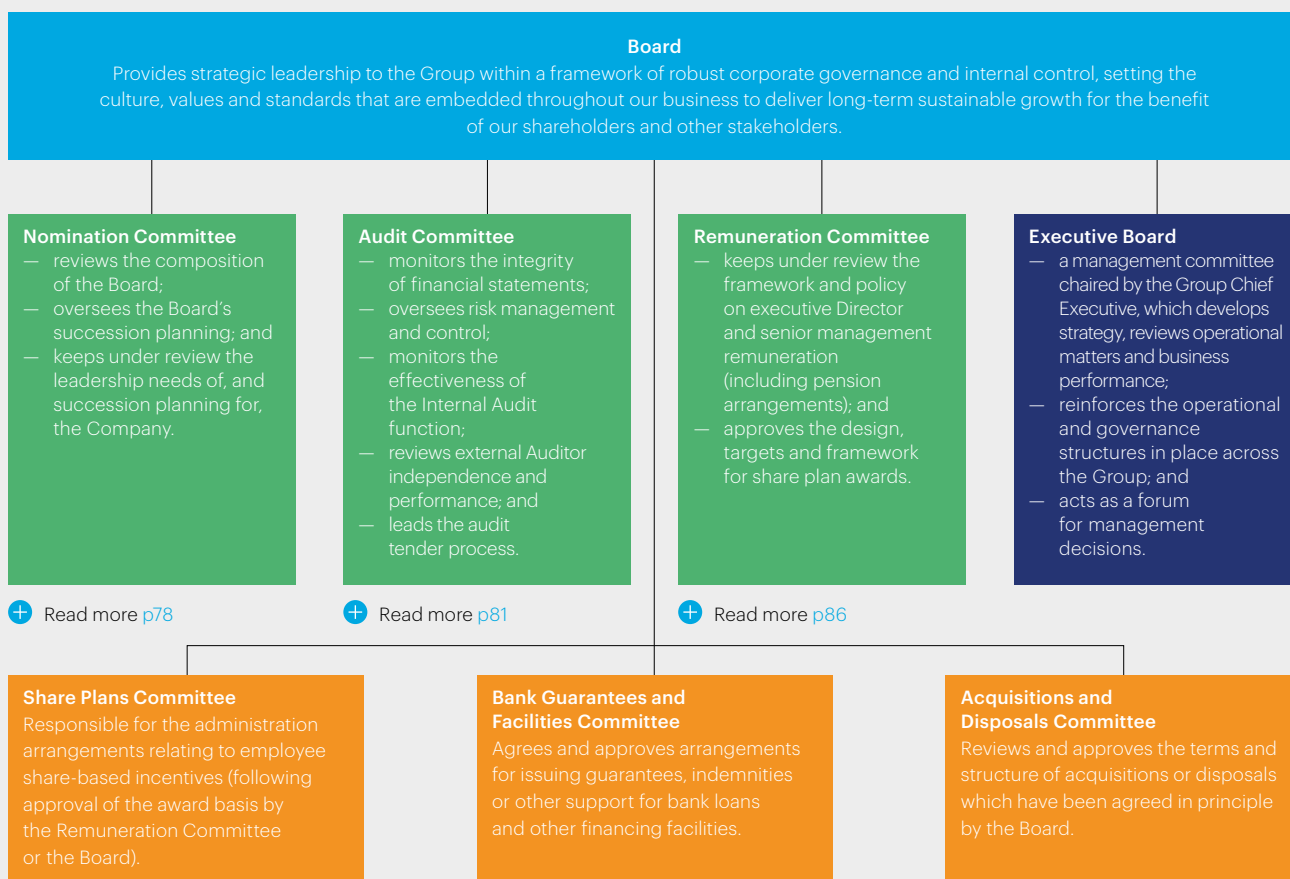 Board
Provides strategic leadership to the Group within a framework of robust corporate governance and internal control, setting the
culture, values and standards that are embedded throughout our business to deliver long-term sustainable growth for the benefit
of our shareholders and other stakeholders.
Nomination Committee
— reviews the composition
of the Board;
— oversees the Board’s
succession planning; and
— keeps under review the
leadership needs of, and
succession planning for,
the Company.
Read more p78
Audit Committee
— monitors the integrity
of financial statements;
— oversees risk management
and control;
— monitors the
effectiveness of
the Internal Audit
function;
— reviews external Auditor
independence and
performance; and
— leads the audit
tender process.
Read more p81
Remuneration Committee
— keeps under review the
framework and policy
on executive Director
and senior management
remuneration
(including pension
arrangements); and
— approves the design,
targets and framework
for share plan awards.
Read more p86
Executive Board
— a management committee
chaired by the Group Chief
Executive, which develops
strategy, reviews operational
matters and business
performance;
— reinforces the operational
and governance
structures in place across
the Group; and
— acts as a forum
for management
decisions.
Share Plans Committee
Responsible for the administration
arrangements relating to employee
share-based incentives (following
approval of the award basis by
the Remuneration Committee
or the Board).
Bank Guarantees and
Facilities Committee
Agrees and approves arrangements
for issuing guarantees, indemnities
or other support for bank loans
and other financing facilities.
Acquisitions and
Disposals Committee
Reviews and approves the terms and
structure of acquisitions or disposals
which have been agreed in principle
by the Board.